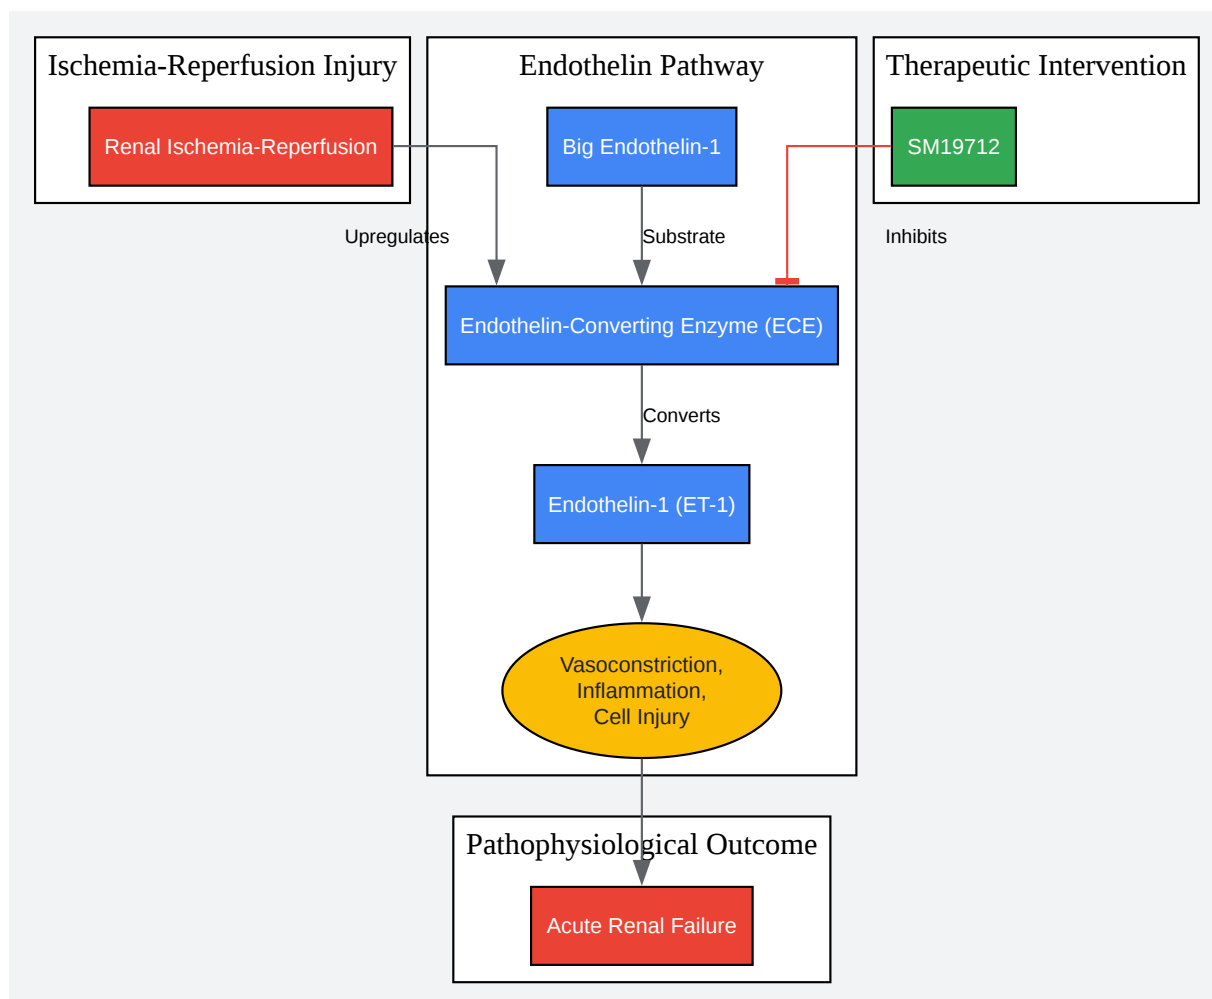 Ischemia-Reperfusion Injury
Endothelin Pathway
Therapeutic Intervention
Renal Ischemia-Reperfusion
Big Endothelin-1
SM19712
Upregulates
Substrate
Inhibits
Endothelin-Converting Enzyme (ECE)
Converts
Endothelin-1 (ET-1)
Vasoconstriction,
Inflammation,
Cell Injury
Pathophysiological Outcome
Acute Renal Failure